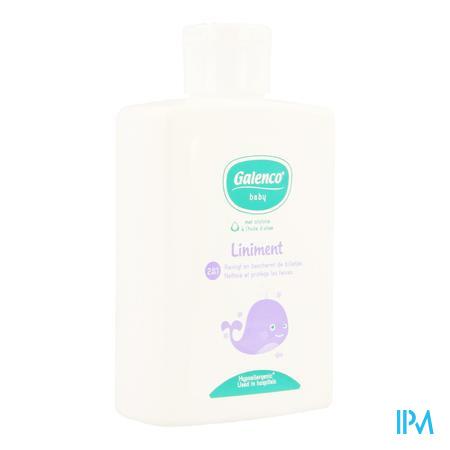 Galenco®
baby
met olijfolie
à l'huile d'olive
Liniment
2in1
Reinigt en beschermt de billetjes
Nettoie et protège les fesses
Hypoallergenic*
Used in hospitals
IPM